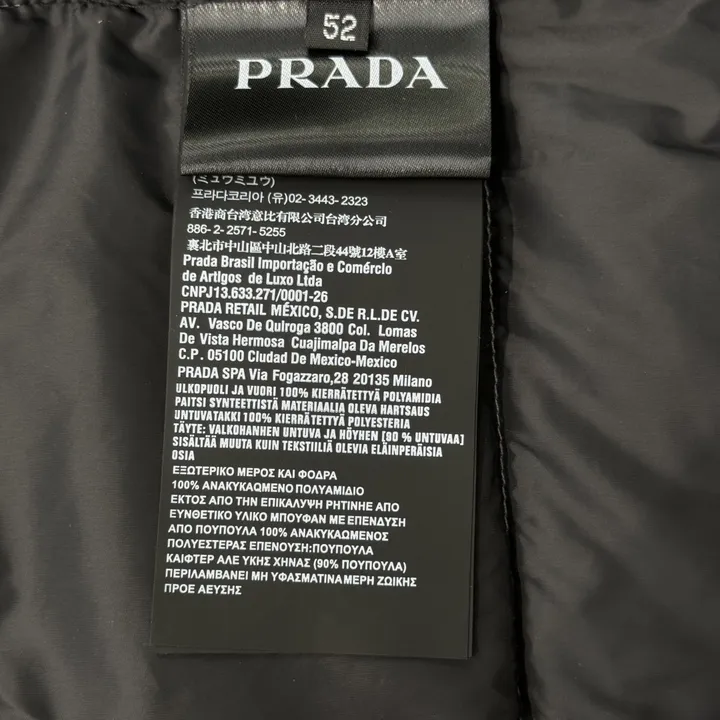 52
PRADA
(ミュウミュウ)
프라다코리아 (유)02-3443-2323
香港商台湾意比有限公司台湾分公司
886-2-2571-5255
裏北市中山區中山北路二段44號12樓A室
Prada Brasil Importação e Comércio
de Artigos de Luxo Ltda
CNPJ13.633.271/0001-26
PRADA RETAIL MÉXICO, S.DE R.L.DE CV.
AV. Vasco De Quiroga 3800 Col. Lomas
De Vista Hermosa Cuajimalpa Da Merelos
C.P. 05100 Ciudad De Mexico-Mexico
PRADA SPA Via Fogazzaro,28 20135 Milano
ULKOPUOLI JA VUORI 100% KIERRÄTETTYÄ POLYAMIDIA
PAITSI SYNTEETTISTÄ MATERIAALIA OLEVA HARTSAUS
UNTUVATAKKI 100% KIERRÄTETTYÄ POLYESTERIA
TÄYTE: VALKOHANHEN UNTUVA JA HÖYHEN [90 % UNTUVAA]
SISÄLTÄÄ MUUTA KUIN TEKSTIILIÄ OLEVIA ELÄINPERÄISIA
OSIA
ΕΞΩΤΕΡΙΚΟ ΜΕΡΟΣ ΚΑΙ ΦΟΔΡΑ
100% ΑΝΑΚΥΚΑΩΜΕΝΟ ΠΟΛΥΑΜΙΔΙΟ
ΕΚΤΟΣ ΑΠΟ ΤΗΝ ΕΠΙΚΑΛΥΨΗ ΡΗΤΙΝΗΕ ΑΠΟ
ΕΥΝΘΕΤΙΚΟ ΥΛΙΚΟ ΜΠΟΥΦΑΝ ΜΕ ΕΠΕΝΔΥΣΗ
ΑΠΟ ΠΟΥΠΟΥΛΑ 100% ΑΝΑΚΥΚΑΩΜΕΝΟΣ
ΠΟΛΥΕΣΤΕΡΑΣ ΕΠΕΝΟΥΣΗ:ΠΟΥΠΟΥΛΑ
ΚΑΙΦΤΕΡ ΑΛΕ ΥΚΗΣ ΧΗΝΑΣ (90% ΠΟΥΠΟΥΛΑ)
ΠΕΡΙΛΑΜΒΑΝΕΙ ΜΗ ΥΦΑΣΜΑΤΙΝΑ ΜΕΡΗ ΖΩΙΚΗΣ
ΠΡΟΕ ΑΕΥΣΗΣ